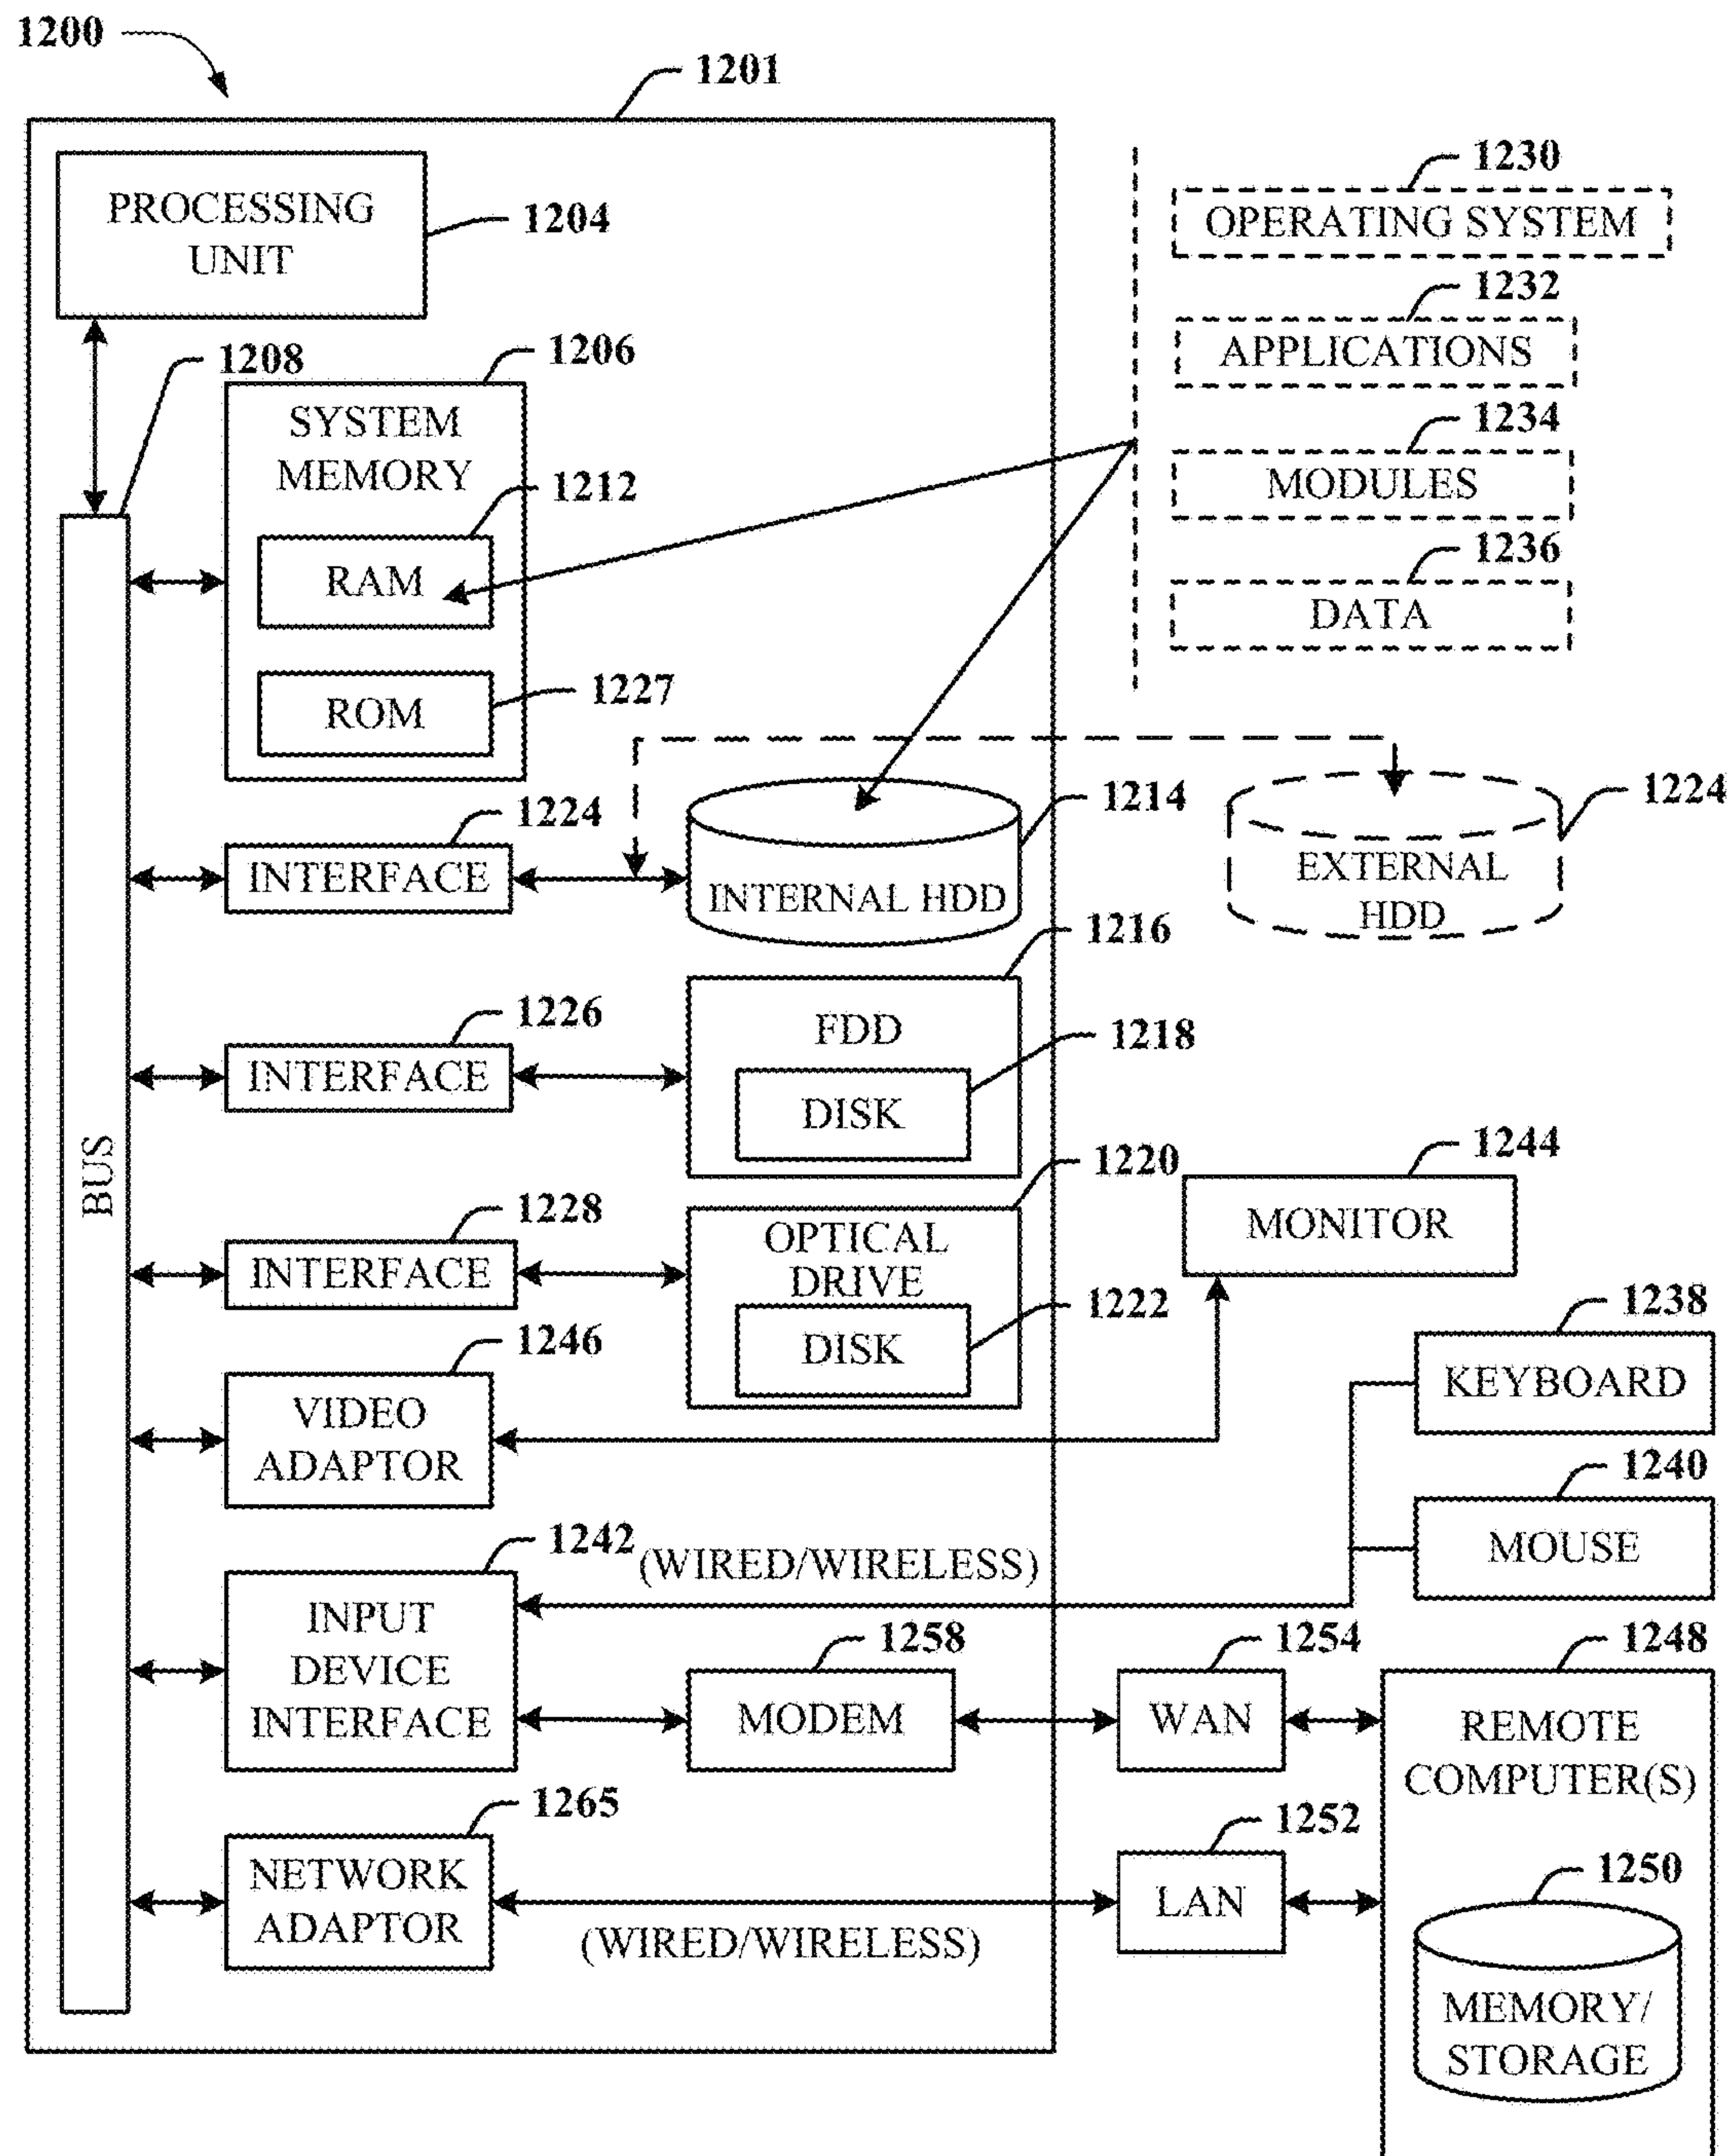 1200
1201
PROCESSING
UNIT
1204
1230
OPERATING SYSTEM
1232
APPLICATIONS
1234
MODULES
1236
DATA
1208
1206
SYSTEM
MEMORY
1212
RAM
1227
ROM
1224
INTERFACE
1214
INTERNAL HDD
1224
EXTERNAL
HDD
1226
INTERFACE
1216
FDD
1218
DISK
BUS
1228
INTERFACE
1220
OPTICAL
DRIVE
1222
DISK
1244
MONITOR
1246
VIDEO
ADAPTOR
1238
KEYBOARD
1240
MOUSE
1242
(WIRED/WIRELESS)
INPUT
DEVICE
INTERFACE
1258
MODEM
1254
WAN
1248
REMOTE
COMPUTER(S)
1265
NETWORK
ADAPTOR
(WIRED/WIRELESS)
1252
LAN
1250
MEMORY/
STORAGE